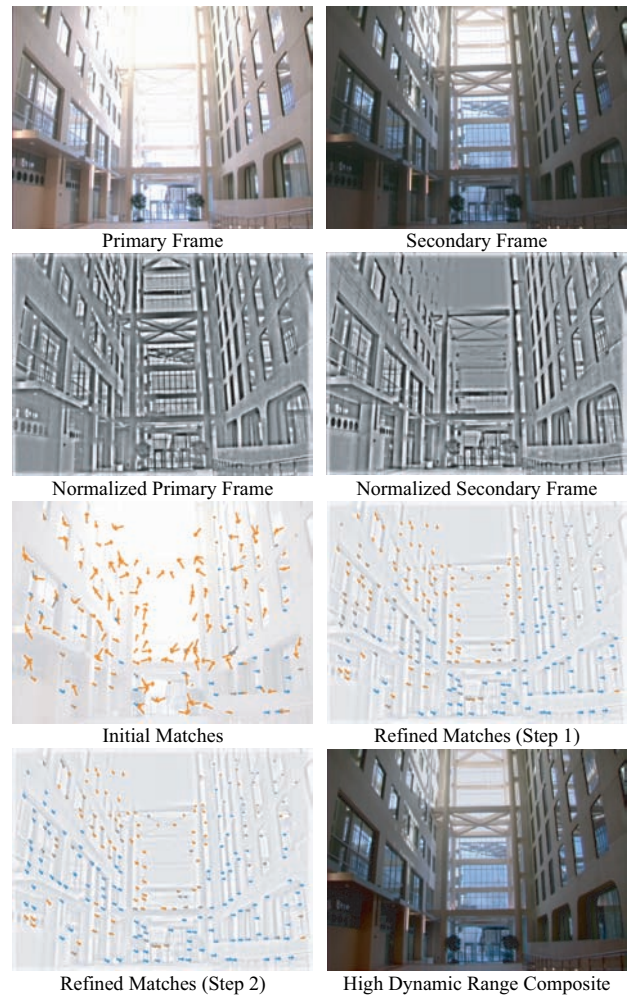 Primary Frame
Secondary Frame
Normalized Primary Frame
Normalized Secondary Frame
Initial Matches
Refined Matches (Step 1)
Refined Matches (Step 2)
High Dynamic Range Composite